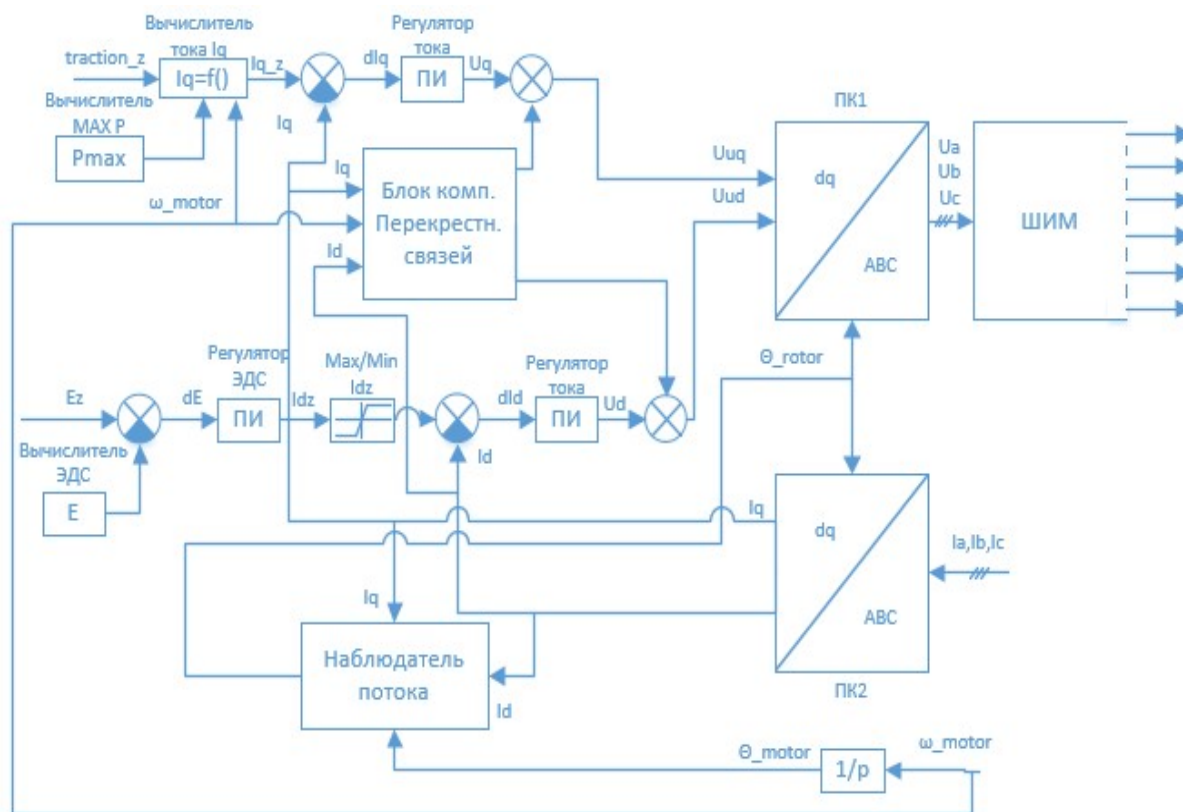 Вычислитель
тока Iq
traction_z
Iq=f()
Iq_z
dIq
Регулятор
тока
ПИ
Uq
Вычислитель
MAX P
Pmax
Iq
Iq
ω_motor
Id
Блок комп.
Перекрестн.
связей
ПК1
Uuq
Uud
dq
ABC
Ua
Ub
Uc
ШИМ
Θ_rotor
Ez
dE
Регулятор
ЭДС
ПИ
Idz
Max/Min
Idz
dId
Регулятор
тока
ПИ
Ud
Id
Вычислитель
ЭДС
E
Iq
dq
ABC
Ia,Ib,Ic
ПК2
Iq
Наблюдатель
потока
Id
Θ_motor
1/p
ω_motor